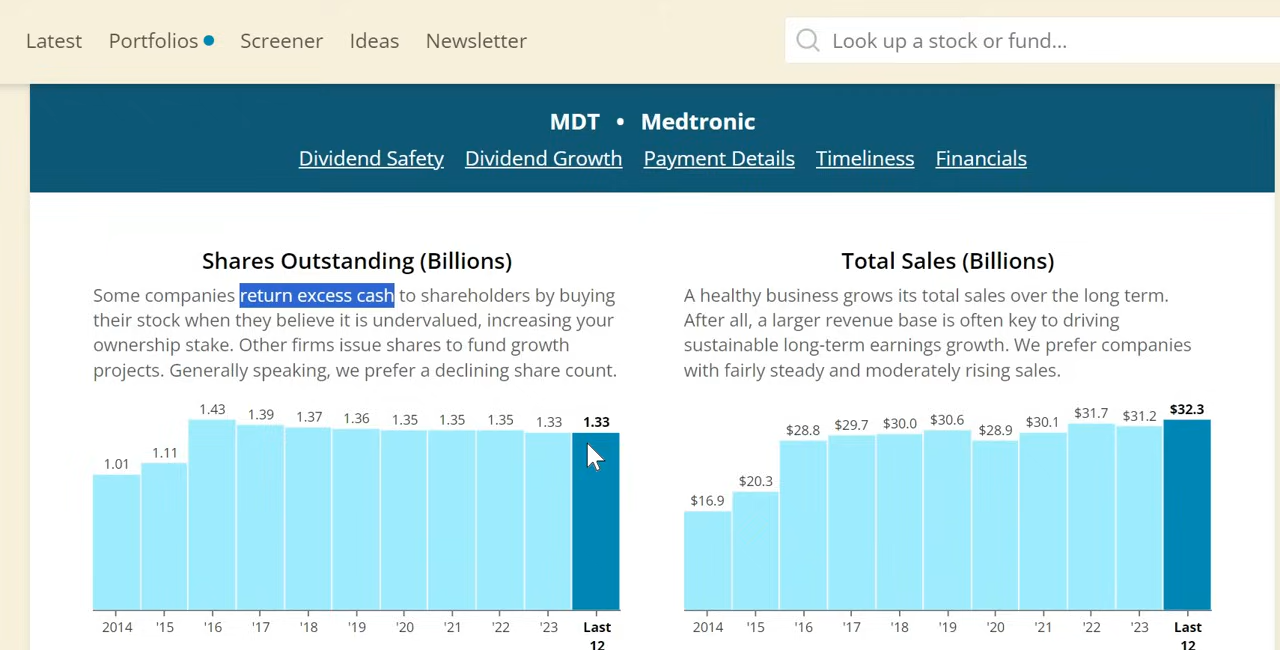 Latest Portfolios Screener Ideas Newsletter Look up a stock or fund...
MDT • Medtronic
Dividend Safety Dividend Growth Payment Details Timeliness Financials
Shares Outstanding (Billions)
Some companies return excess cash to shareholders by buying
their stock when they believe it is undervalued, increasing your
ownership stake. Other firms issue shares to fund growth
projects. Generally speaking, we prefer a declining share count.
1.01 1.11 1.43 1.39 1.37 1.36 1.35 1.35 1.35 1.33 1.33
2014 '15 '16 '17 '18 '19 '20 '21 '22 '23 Last
12
Total Sales (Billions)
A healthy business grows its total sales over the long term.
After all, a larger revenue base is often key to driving
sustainable long-term earnings growth. We prefer companies
with fairly steady and moderately rising sales.
$16.9 $20.3 $28.8 $29.7 $30.0 $30.6 $28.9 $30.1 $31.7 $31.2 $32.3
2014 '15 '16 '17 '18 '19 '20 '21 '22 '23 Last
12